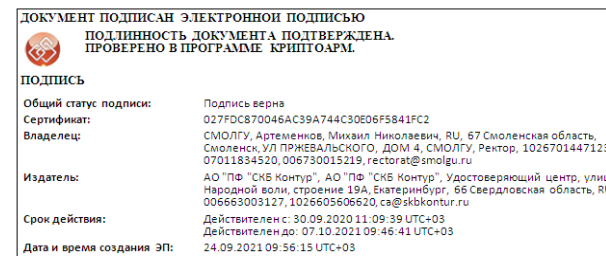 ДОКУМЕНТ ПОДПИСАН ЭЛЕКТРОННОЙ ПОДПИСЬЮ
ПОДЛИННОСТЬ ДОКУМЕНТА ПОДТВЕРЖДЕНА.
ПРОВЕРЕНО В ПРОГРАММЕ КРИПТОАРМ.
ПОДПИСЬ
Общий статус подписи: Подпись верна
Сертификат: 027FDC870046AC39A744C30E06F5841FC2
Владелец: СМОЛГУ, Артеменков, Михаил Николаевич, RU, 67 Смоленская область,
Смоленск, УЛ ПРЖЕВАЛЬСКОГО, ДОМ 4, СМОЛГУ, Ректор, 1026701447123
07011834520, 006730015219, rectorat@smolgu.ru
Издатель: АО "ПФ "СКБ Контур", АО "ПФ "СКБ Контур", Удостоверяющий центр, улиц
Народной воли, строение 19А, Екатеринбург, 66 Свердловская область, RU
006663003127, 1026605606620, ca@skbkontur.ru
Срок действия: Действителен с: 30.09.2020 11:09:39 UTC+03
Действителен до: 07.10.2021 09:46:41 UTC+03
Дата и время создания ЭП: 24.09.2021 09:56:15 UTC+03